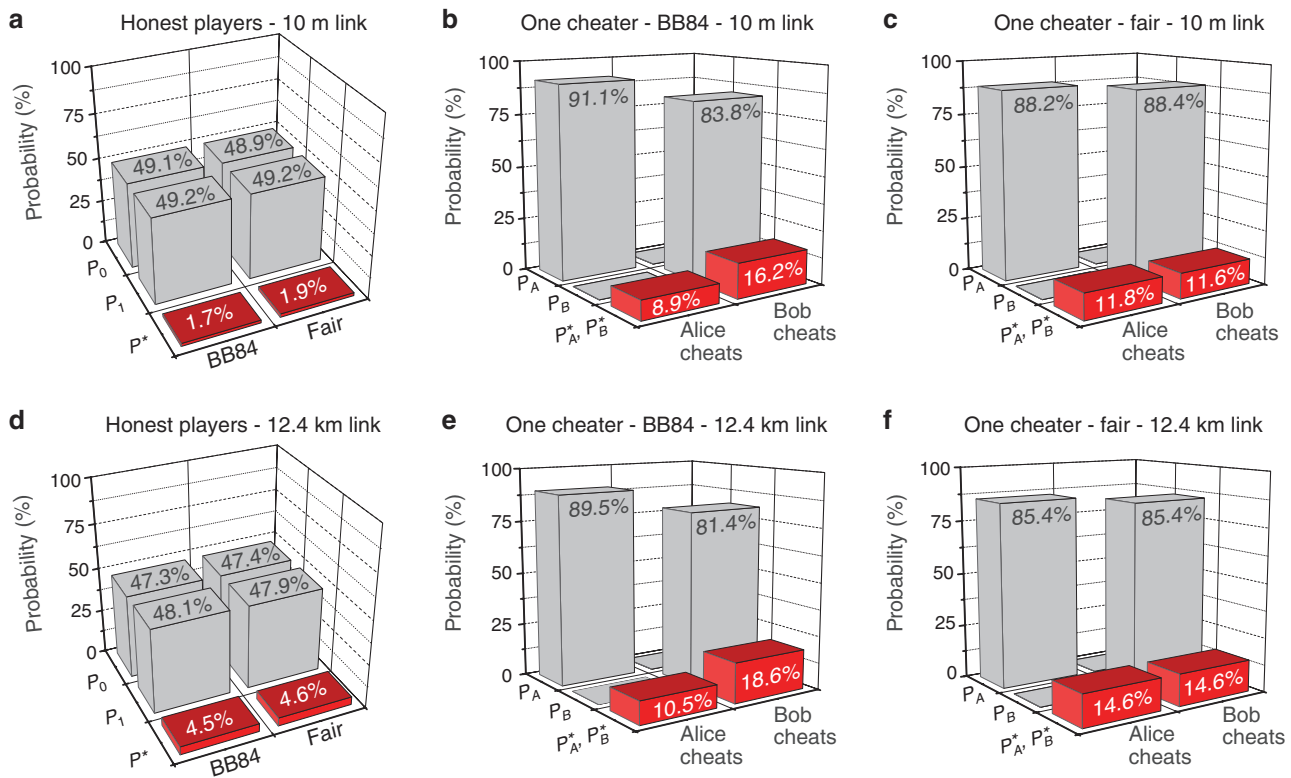 a
Honest players - 10 m link
Probability (%)
100
75
50
25
0
49.1%
48.9%
49.2%
49.2%
1.7%
1.9%
P0
P1
P*
BB84
Fair
b
One cheater - BB84 - 10 m link
Probability (%)
100
75
50
25
0
91.1%
83.8%
8.9%
16.2%
PA
PB
P*A, P*B
Alice
cheats
Bob
cheats
c
One cheater - fair - 10 m link
Probability (%)
100
75
50
25
0
88.2%
88.4%
11.8%
11.6%
PA
PB
P*A, P*B
Alice
cheats
Bob
cheats
d
Honest players - 12.4 km link
Probability (%)
100
75
50
25
0
47.3%
47.4%
48.1%
47.9%
4.5%
4.6%
P0
P1
P*
BB84
Fair
e
One cheater - BB84 - 12.4 km link
Probability (%)
100
75
50
25
0
89.5%
81.4%
10.5%
18.6%
PA
PB
P*A, P*B
Alice
cheats
Bob
cheats
f
One cheater - fair - 12.4 km link
Probability (%)
100
75
50
25
0
85.4%
85.4%
14.6%
14.6%
PA
PB
P*A, P*B
Alice
cheats
Bob
cheats